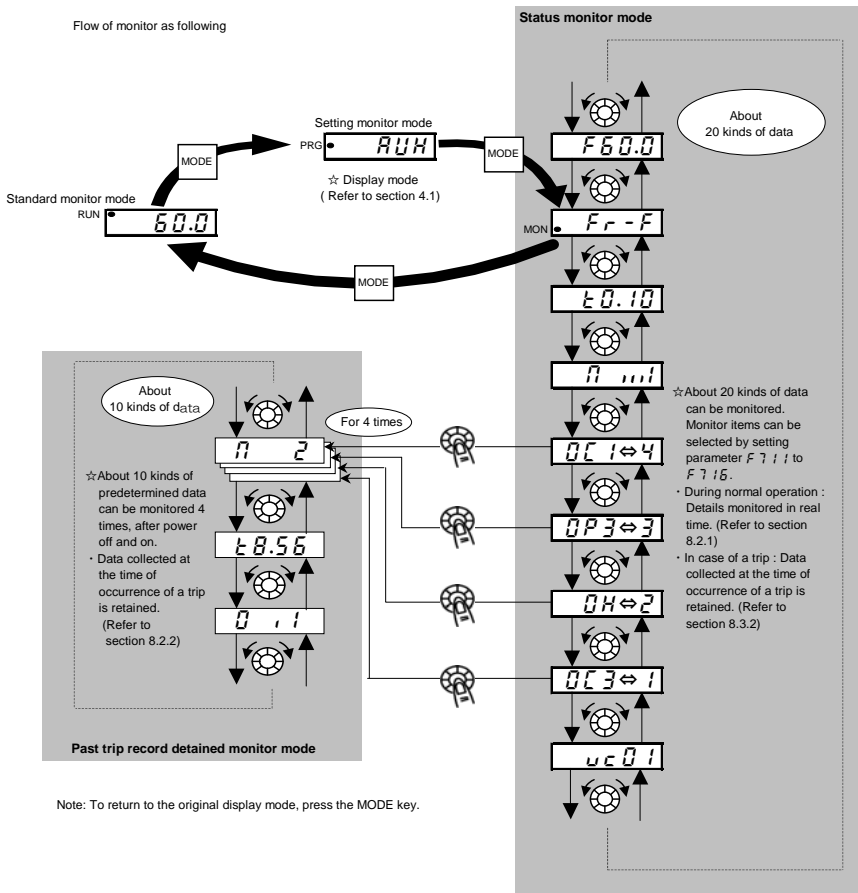 Flow of monitor as following
Status monitor mode
Setting monitor mode
PRG
AUH
MODE
MODE
☆ Display mode
( Refer to section 4.1)
Standard monitor mode
RUN
60.0
MODE
About
20 kinds of data
F60.0
MON
Fr-F
t0.10
OC1⇔4
OP3⇔3
OH⇔2
OC3⇔1
uc01
☆About 20 kinds of data
can be monitored.
Monitor items can be
selected by setting
parameter F711 to
F716.
・During normal operation :
Details monitored in real
time. (Refer to section
8.2.1)
・In case of a trip : Data
collected at the time of
occurrence of a trip is
retained. (Refer to
section 8.3.2)
About
10 kinds of data
For 4 times
n 2
t8.56
☆About 10 kinds of
predetermined data
can be monitored 4
times, after power
off and on.
・Data collected at
the time of
occurrence of a trip
is retained.
(Refer to
section 8.2.2)
Past trip record detained monitor mode
Note: To return to the original display mode, press the MODE key.